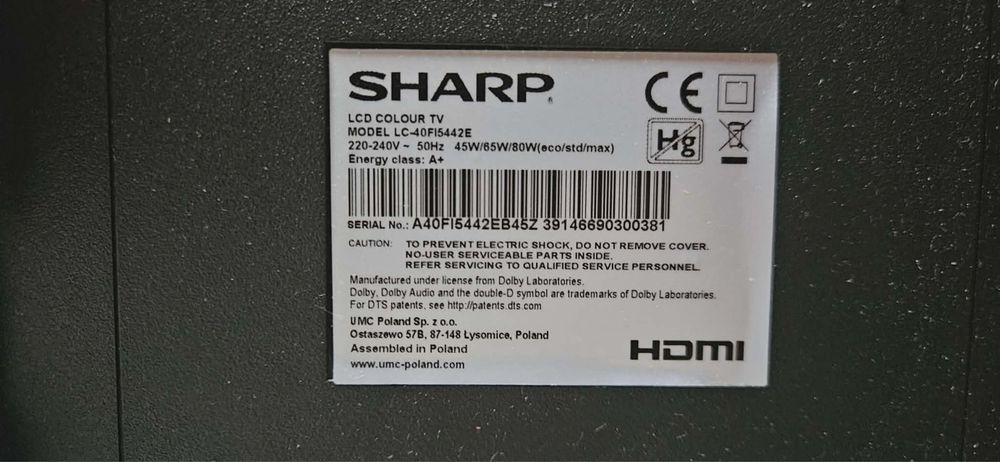 SHARP®
CE
LCD COLOUR TV
MODEL LC-40FI5442E
220-240V ~ 50Hz 45W/65W/80W(eco/std/max)
Energy class: A+
Hg
SERIAL No.: A40FI5442EB45Z 39146690300381
CAUTION: TO PREVENT ELECTRIC SHOCK, DO NOT REMOVE COVER.
NO-USER SERVICEABLE PARTS INSIDE.
REFER SERVICING TO QUALIFIED SERVICE PERSONNEL.
Manufactured under license from Dolby Laboratories.
Dolby, Dolby Audio and the double-D symbol are trademarks of Dolby Laboratories.
For DTS patents, see http://patents.dts.com
UMC Poland Sp. z o.o.
Ostaszewo 57B, 87-148 Łysomice, Poland
Assembled in Poland
www.umc-poland.com
HDMI